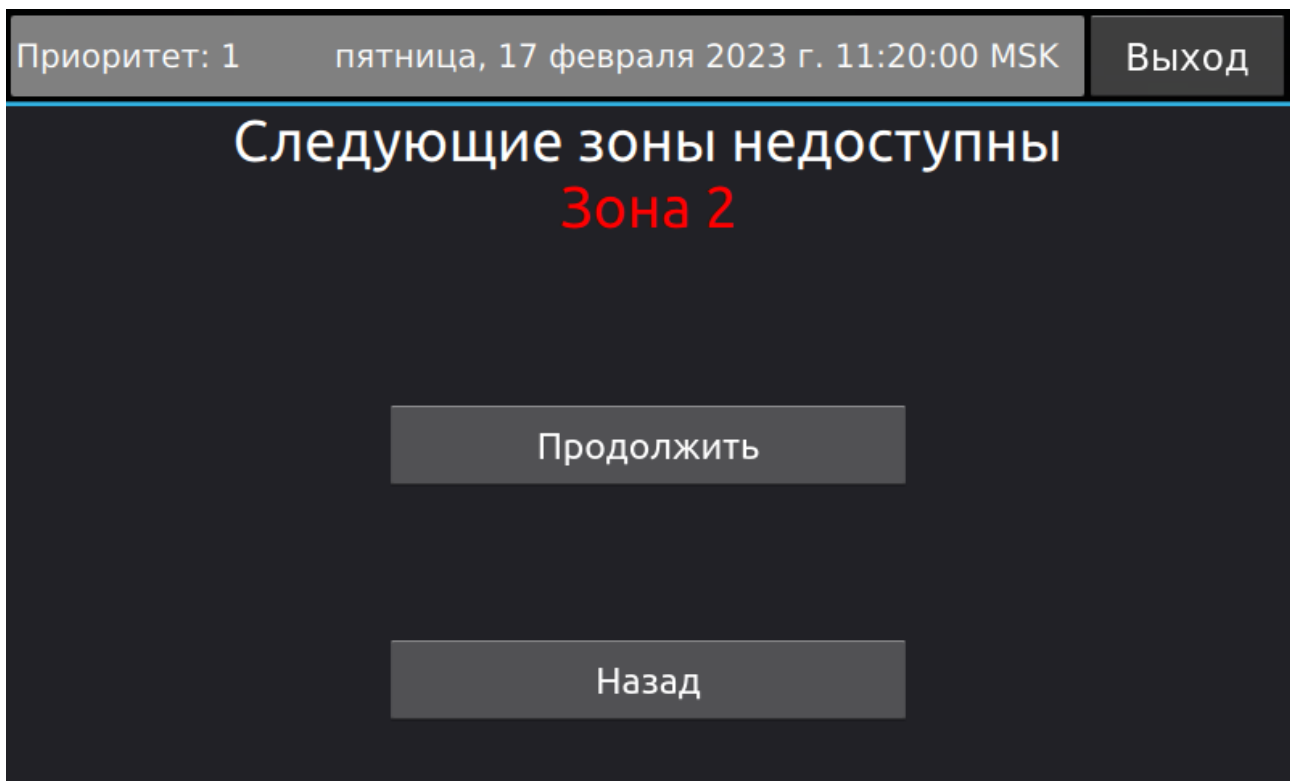 Приоритет: 1 пятница, 17 февраля 2023 г. 11:20:00 MSK Выход
Следующие зоны недоступны
Зона 2
Продолжить
Назад